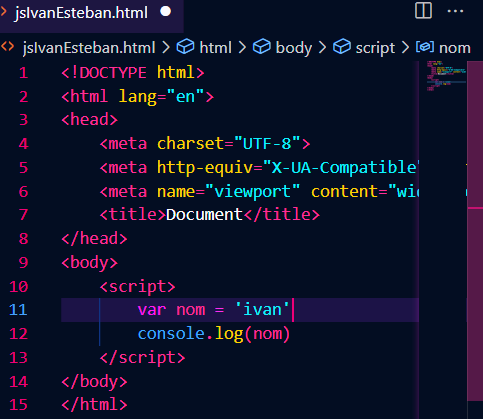 jsIvanEsteban.html
jsIvanEsteban.html > html > body > script > nom
1 <!DOCTYPE html>
2 <html lang="en">
3 <head>
4 <meta charset="UTF-8">
5 <meta http-equiv="X-UA-Compatible"
6 <meta name="viewport" content="wid
7 <title>Document</title>
8 </head>
9 <body>
10 <script>
11 var nom = 'ivan'
12 console.log(nom)
13 </script>
14 </body>
15 </html>